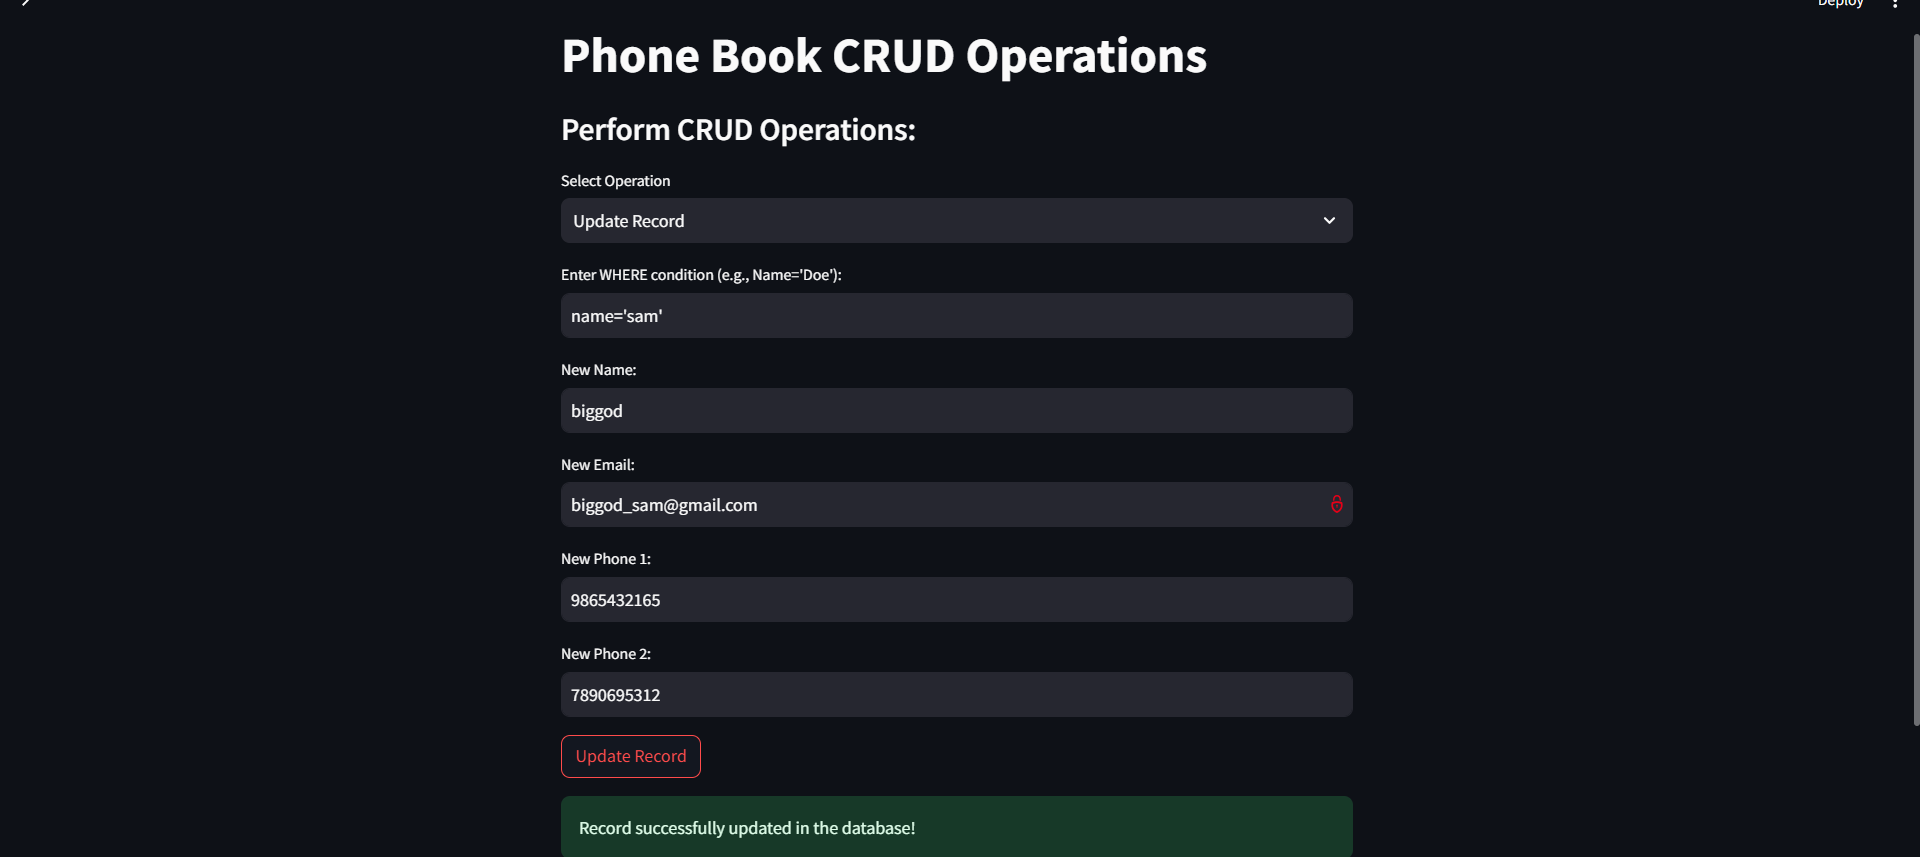 Deploy
Phone Book CRUD Operations
Perform CRUD Operations:
Select Operation
Update Record
Enter WHERE condition (e.g., Name='Doe'):
name='sam'
New Name:
biggod
New Email:
biggod_sam@gmail.com
New Phone 1:
9865432165
New Phone 2:
7890695312
Update Record
Record successfully updated in the database!